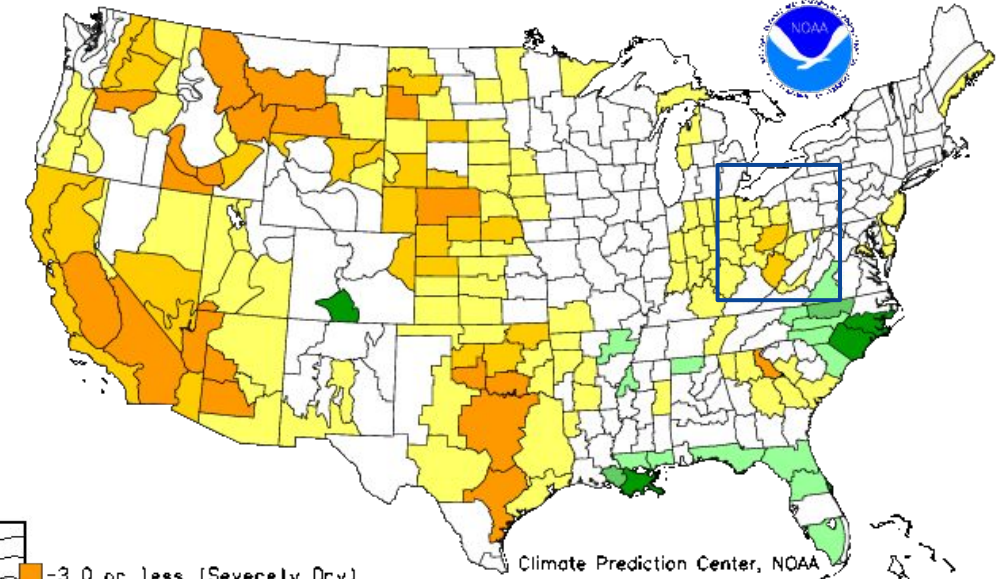 NOAA
Climate Prediction Center, NOAA
-3.0 or less (Severely Dry)